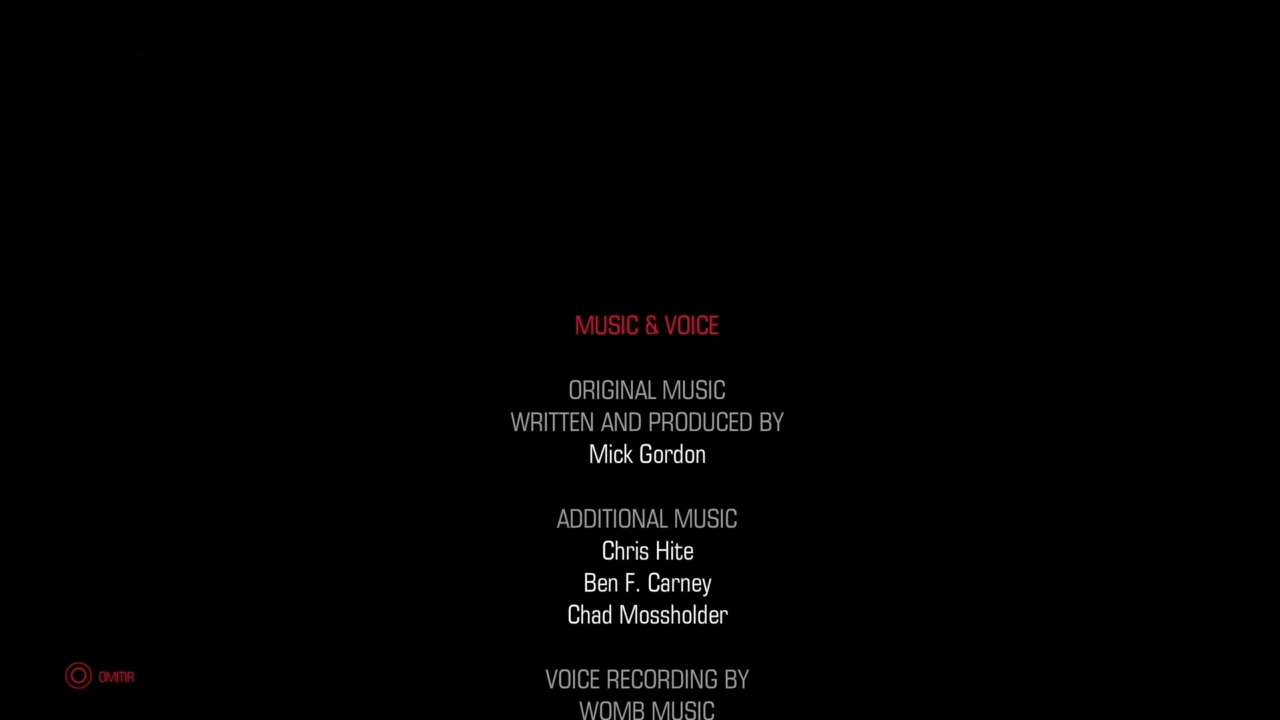 MUSIC & VOICE
ORIGINAL MUSIC
WRITTEN AND PRODUCED BY
Mick Gordon
ADDITIONAL MUSIC
Chris Hite
Ben F. Carney
Chad Mossholder
OMITIR
VOICE RECORDING BY
WOMB MUSIC